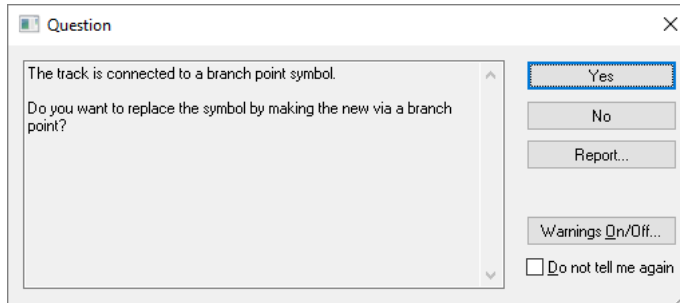 Question
The track is connected to a branch point symbol.
Do you want to replace the symbol by making the new via a branch
point?
Yes
No
Report...
Warnings On/Off...
Do not tell me again